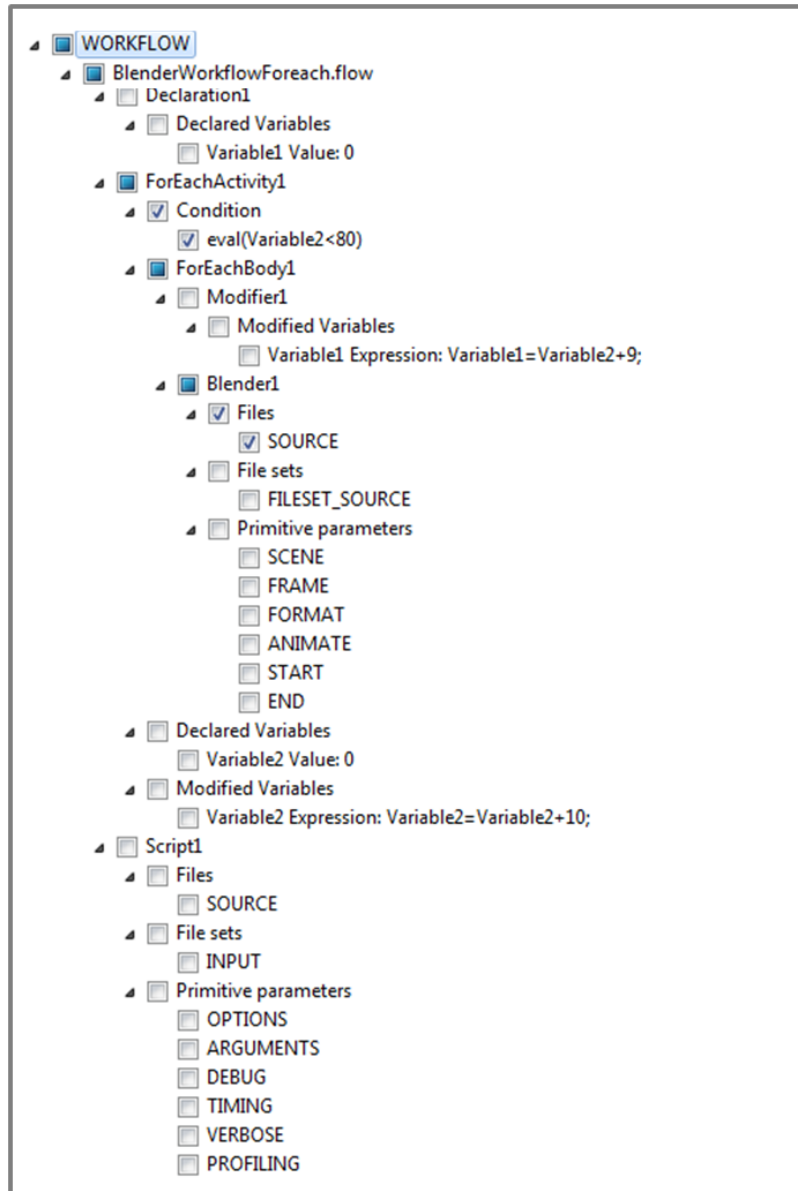 WORKFLOW
BlenderWorkflowForeach.flow
Declaration1
Declared Variables
Variable1 Value: 0
ForEachActivity1
Condition
eval(Variable2<80)
ForEachBody1
Modifier1
Modified Variables
Variable1 Expression: Variable1=Variable2+9;
Blender1
Files
SOURCE
File sets
FILESET_SOURCE
Primitive parameters
SCENE
FRAME
FORMAT
ANIMATE
START
END
Declared Variables
Variable2 Value: 0
Modified Variables
Variable2 Expression: Variable2=Variable2+10;
Script1
Files
SOURCE
File sets
INPUT
Primitive parameters
OPTIONS
ARGUMENTS
DEBUG
TIMING
VERBOSE
PROFILING